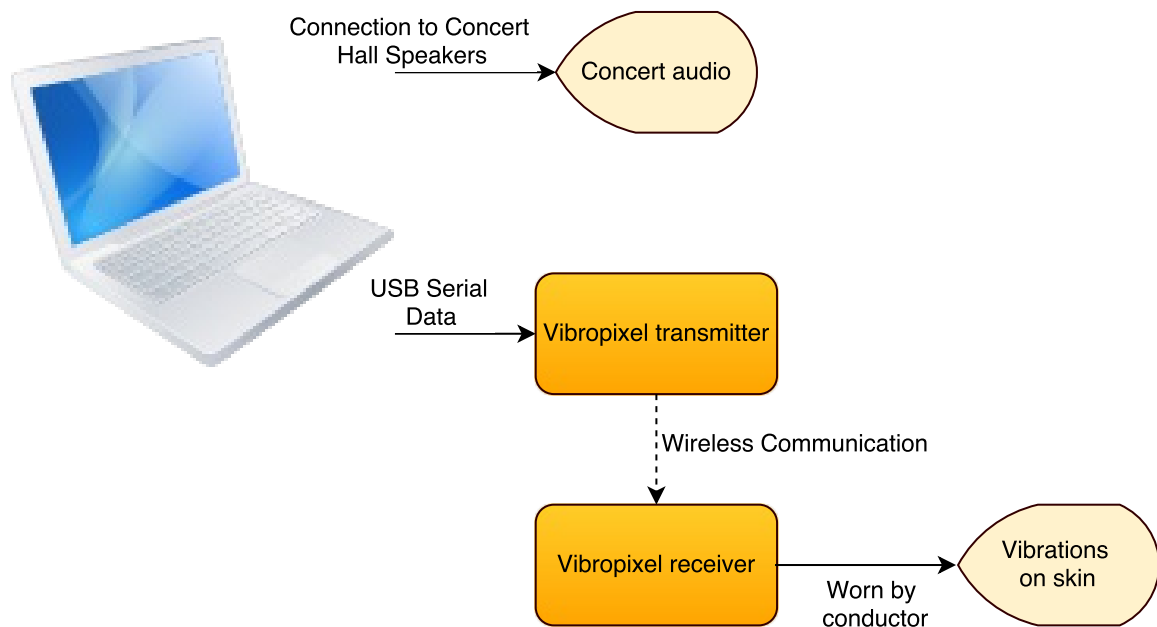 Connection to Concert
Hall Speakers
Concert audio
USB Serial
Data
Vibropixel transmitter
Wireless Communication
Vibropixel receiver
Worn by
conductor
Vibrations
on skin